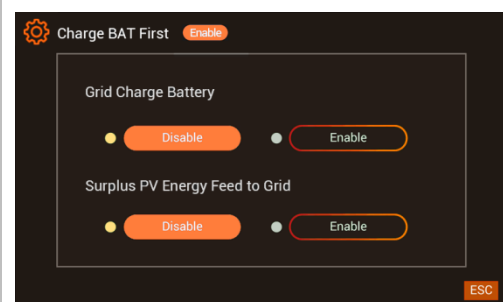 Charge BAT First Enable
Grid Charge Battery
Disable Enable
Surplus PV Energy Feed to Grid
Disable Enable
ESC